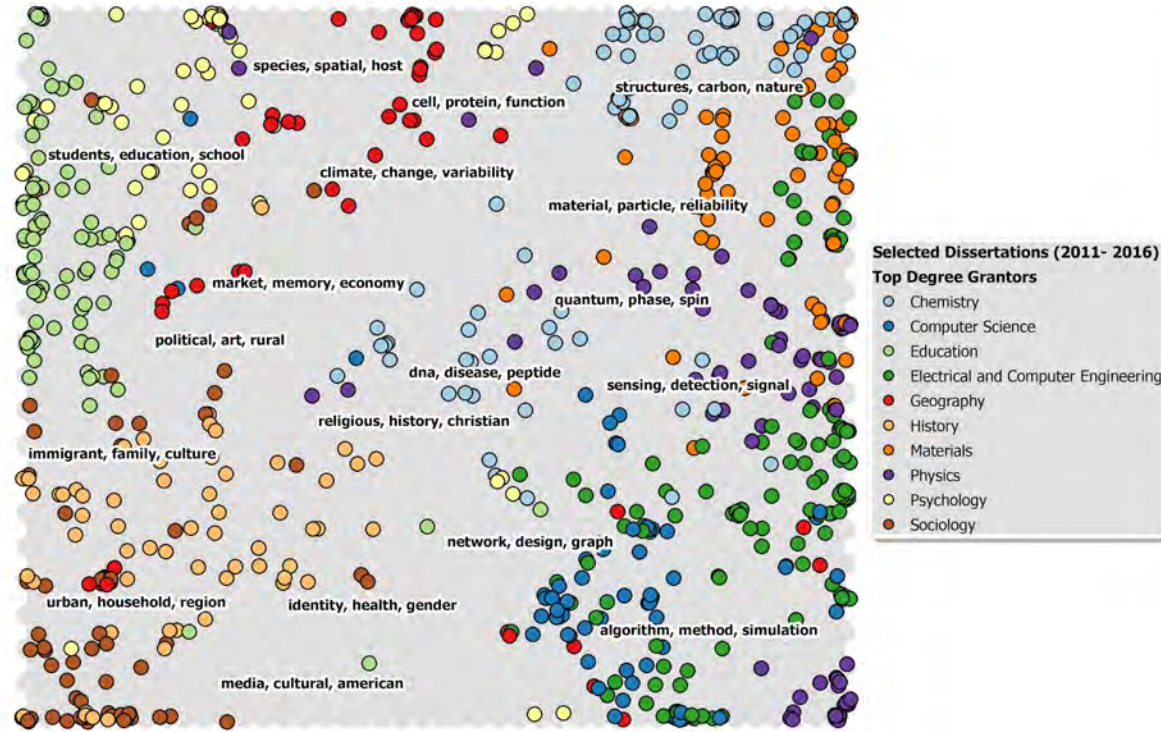 species, spatial, host
cell, protein, function
structures, carbon, nature
students, education, school
climate, change, variability
material, particle, reliability
market, memory, economy
quantum, phase, spin
political, art, rural
dna, disease, peptide
sensing, detection, signal
religious, history, christian
immigrant, family, culture
network, design, graph
urban, household, region
identity, health, gender
algorithm, method, simulation
media, cultural, american
Selected Dissertations (2011- 2016)
Top Degree Grantors
Chemistry
Computer Science
Education
Electrical and Computer Engineering
Geography
History
Materials
Physics
Psychology
Sociology